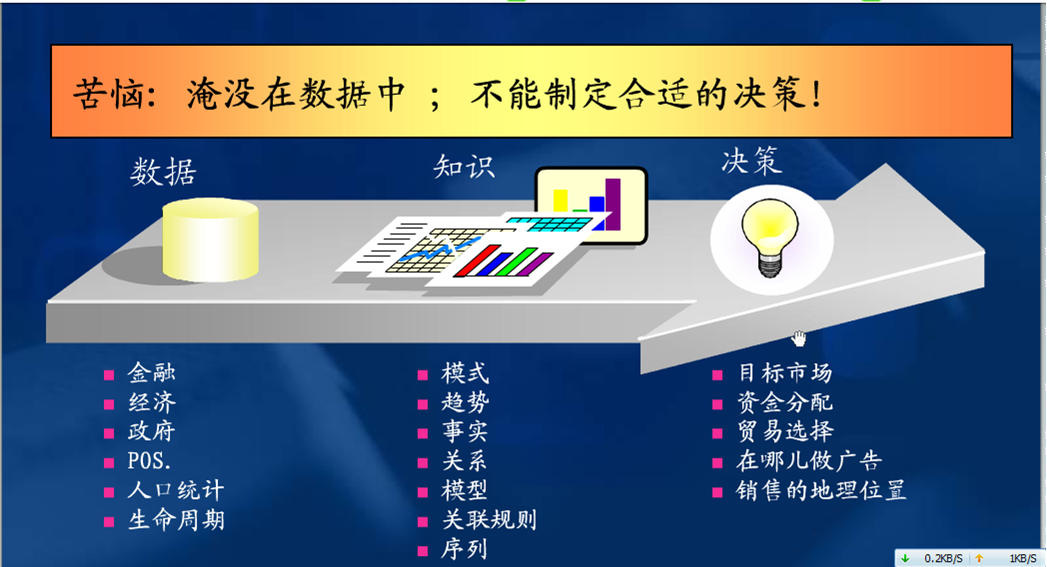 苦恼: 淹没在数据中 ; 不能制定合适的决策!
数据
知识
决策
金融
经济
政府
POS.
人口统计
生命周期
模式
趋势
事实
关系
模型
关联规则
序列
目标市场
资金分配
贸易选择
在哪儿做广告
销售的地理位置
0.2KB/S
1KB/S